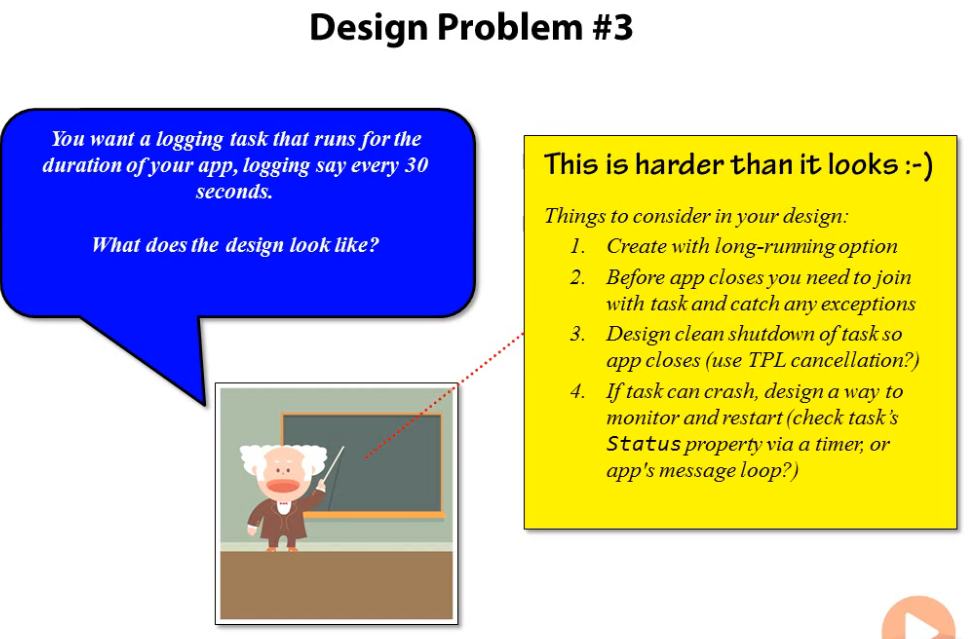 Design Problem #3
You want a logging task that runs for the
duration of your app, logging say every 30
seconds.
What does the design look like?
This is harder than it looks :-)
Things to consider in your design:
1. Create with long-running option
2. Before app closes you need to join
with task and catch any exceptions
3. Design clean shutdown of task so
app closes (use TPL cancellation?)
4. If task can crash, design a way to
monitor and restart (check task's
Status property via a timer, or
app's message loop?)